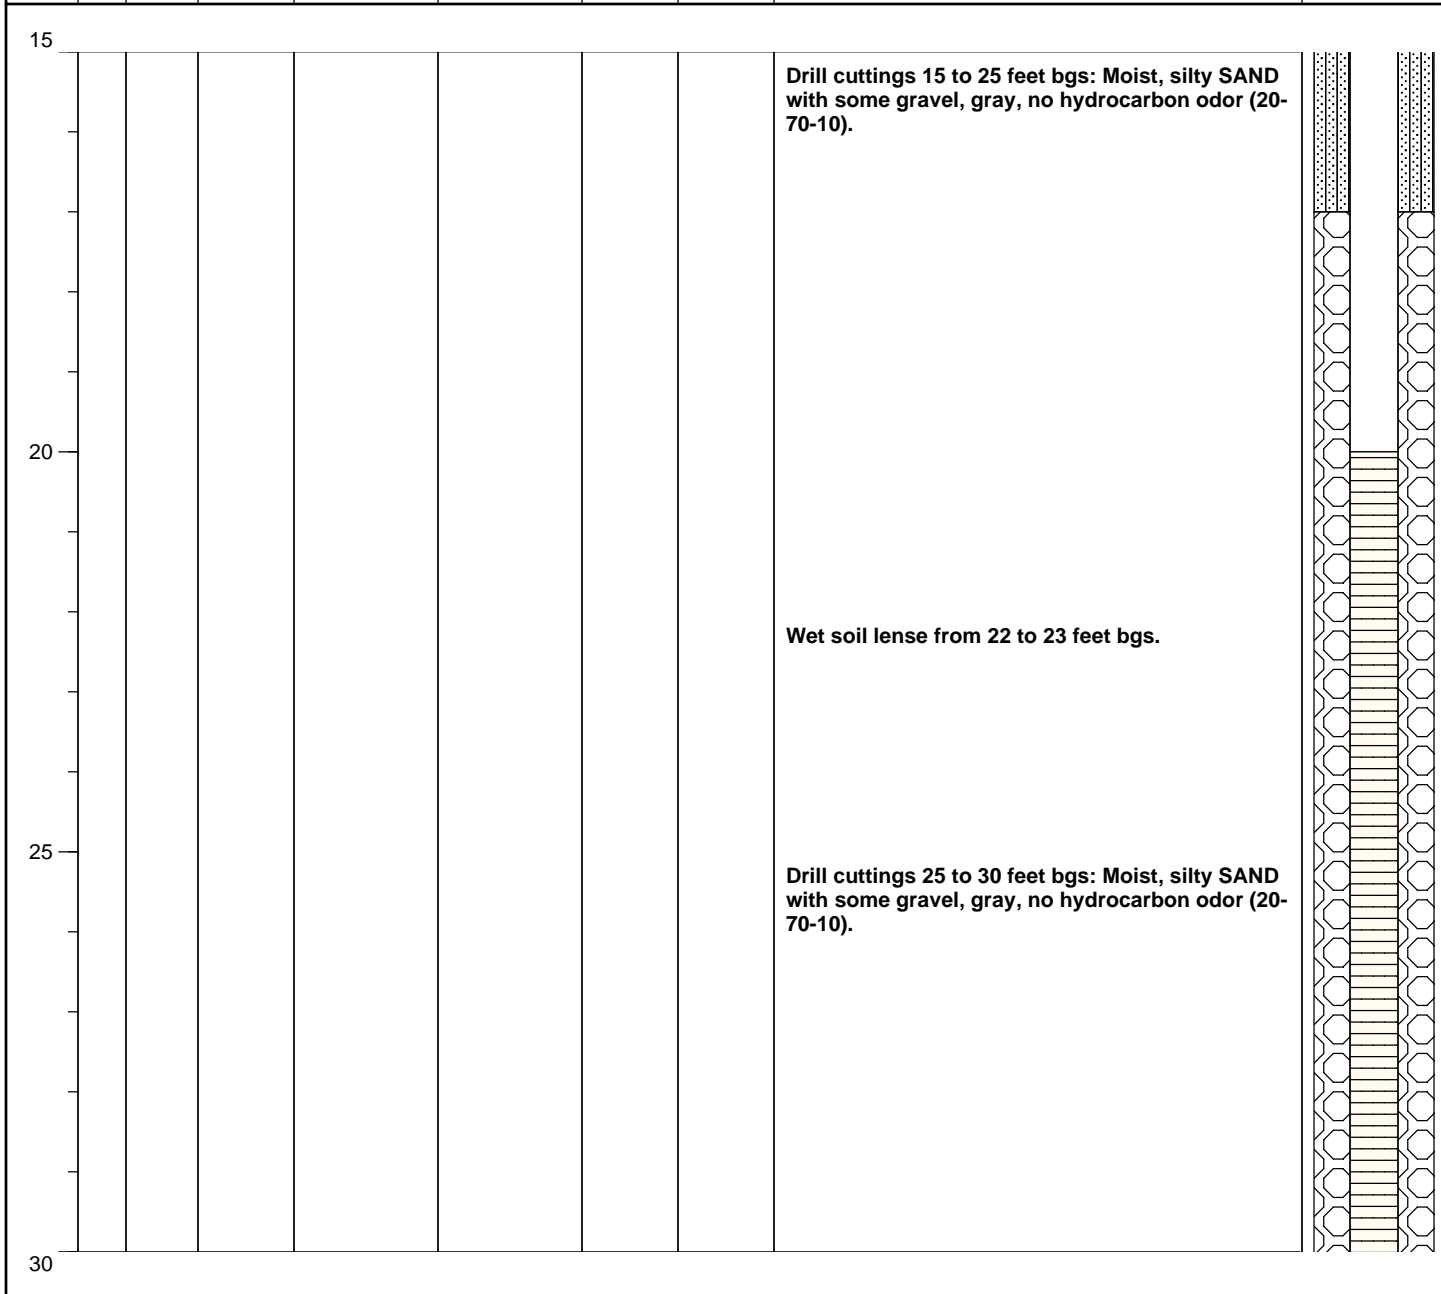 15
Drill cuttings 15 to 25 feet bgs: Moist, silty SAND
with some gravel, gray, no hydrocarbon odor (20-
70-10).
20
Wet soil lense from 22 to 23 feet bgs.
25
Drill cuttings 25 to 30 feet bgs: Moist, silty SAND
with some gravel, gray, no hydrocarbon odor (20-
70-10).
30